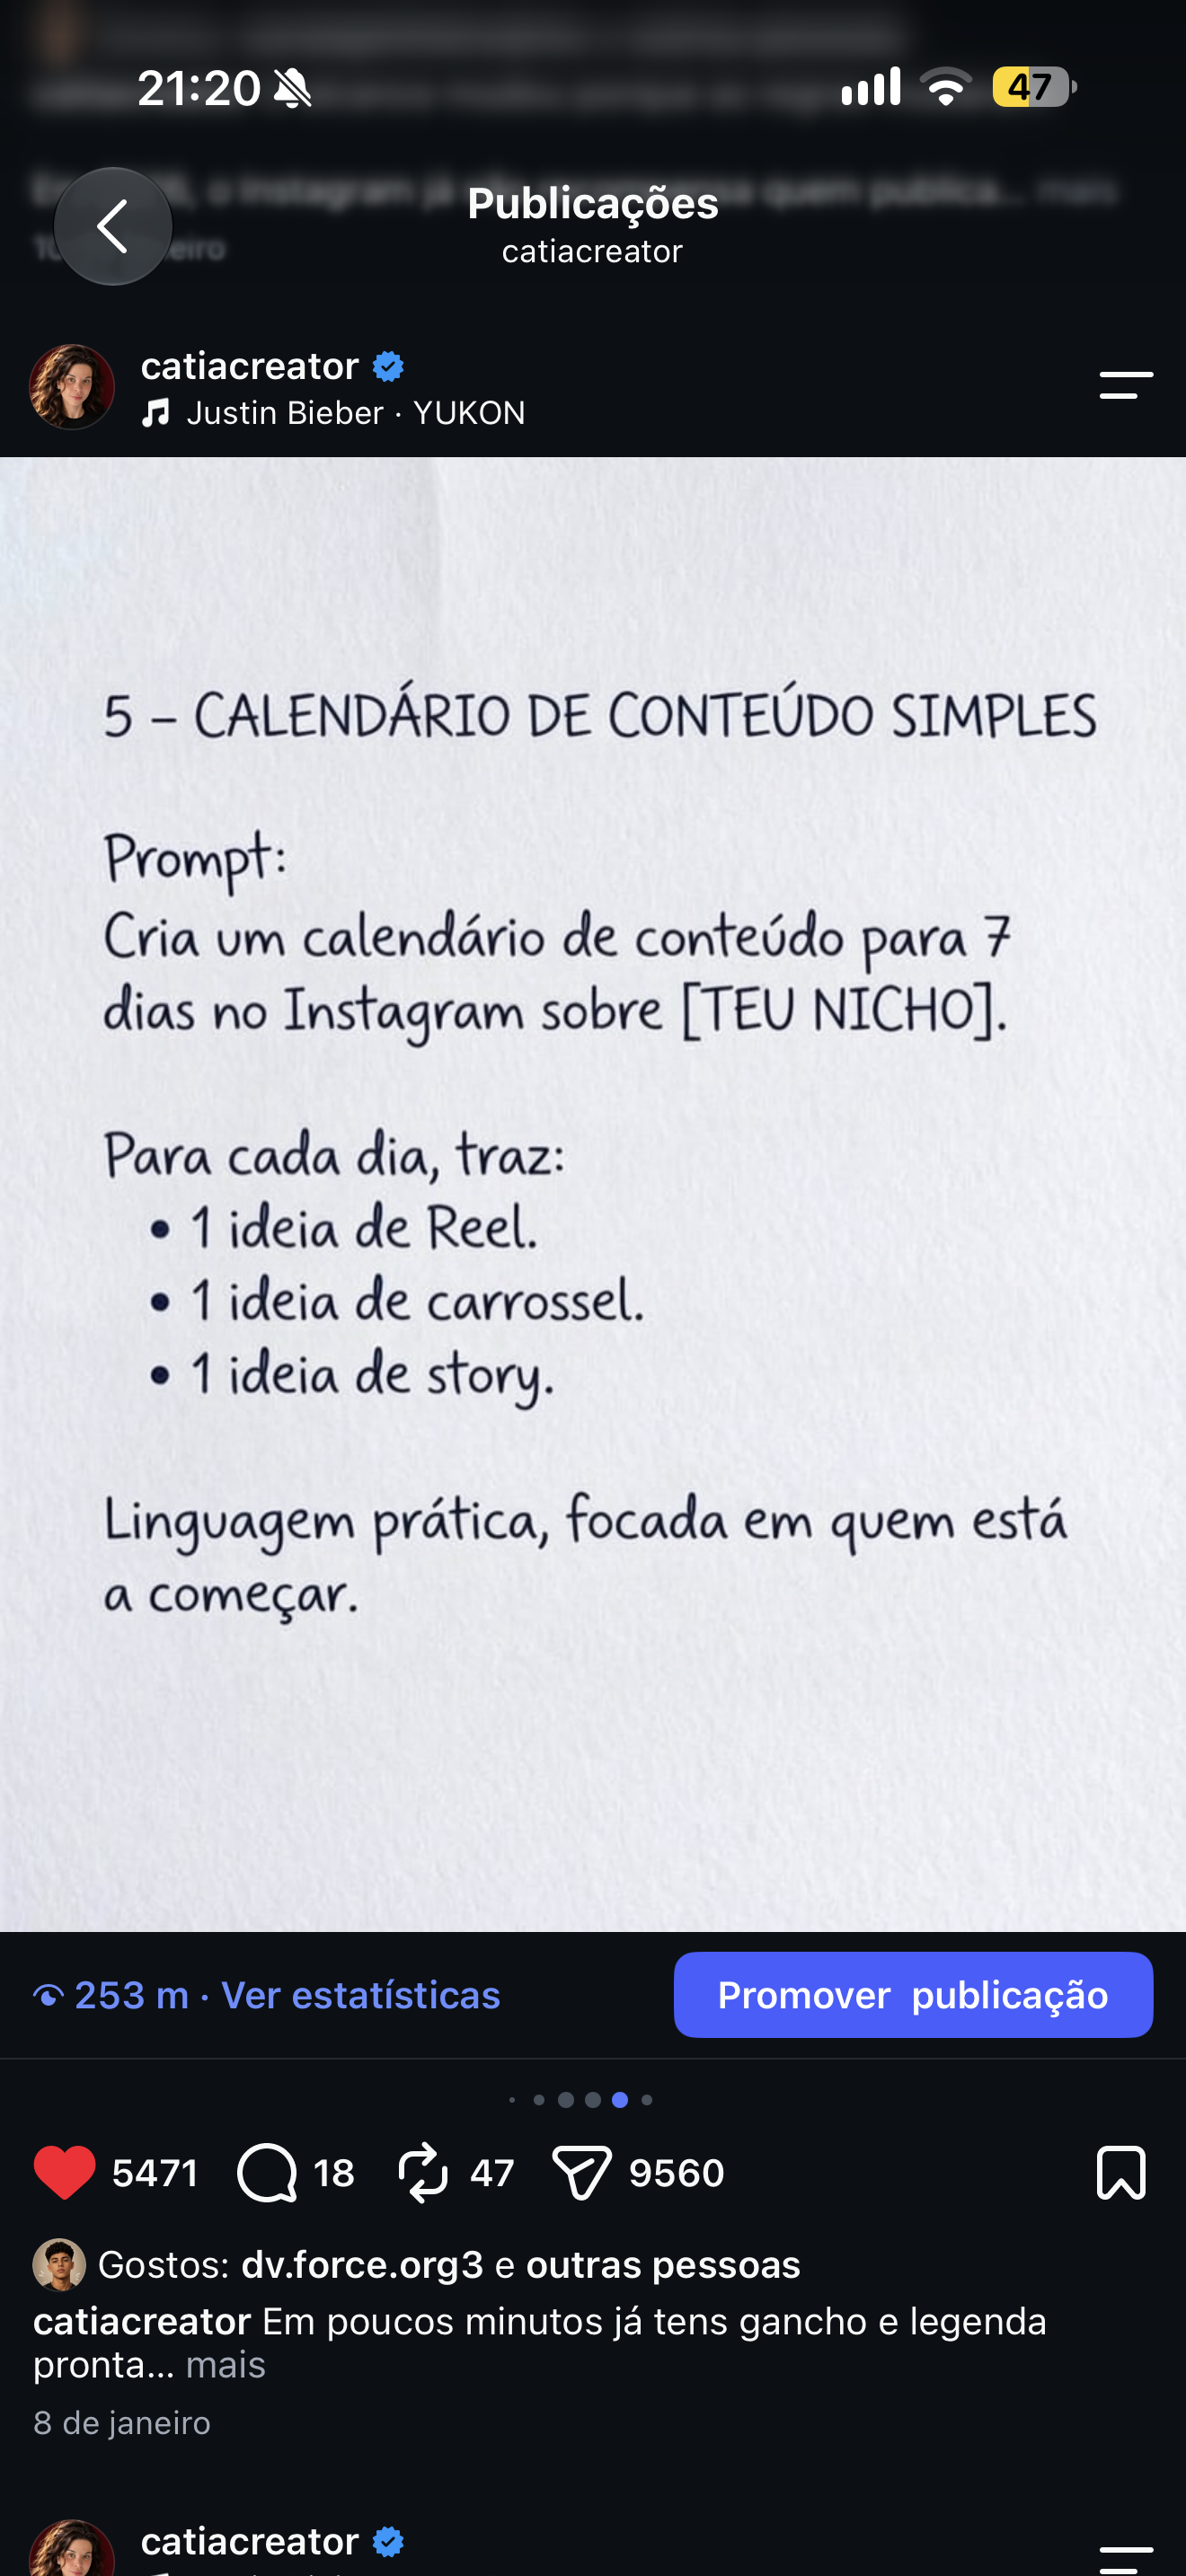 21:20
47
Publicações
catiacreator
catiacreator
Justin Bieber · YUKON
5 – CALENDÁRIO DE CONTEÚDO SIMPLES
Prompt:
Cria um calendário de conteúdo para 7
dias no Instagram sobre [TEU NICHO].
Para cada dia, traz:
• 1 ideia de Reel.
• 1 ideia de carrossel.
• 1 ideia de story.
Linguagem prática, focada em quem está
a começar.
253 m · Ver estatísticas
Promover publicação
5471 18 47 9560
Gostos: dv.force.org3 e outras pessoas
catiacreator Em poucos minutos já tens gancho e legenda
pronta... mais
8 de janeiro
catiacreator